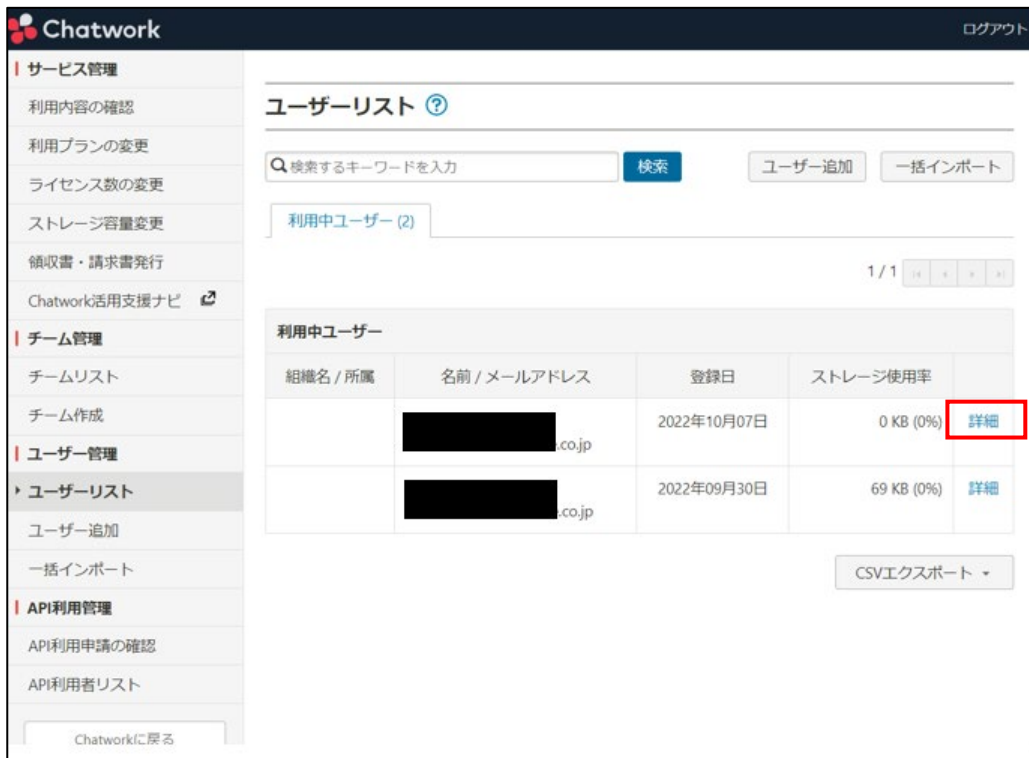 Chatwork
ログアウト
サービス管理
利用内容の確認
利用プランの変更
ライセンス数の変更
ストレージ容量変更
領収書・請求書発行
Chatwork活用支援ナビ
チーム管理
チームリスト
チーム作成
ユーザー管理
ユーザーリスト
ユーザー追加
一括インポート
API利用管理
API利用申請の確認
API利用者リスト
Chatworkに戻る
ユーザーリスト ?
検索するキーワードを入力 検索 ユーザー追加 一括インポート
利用中ユーザー (2)
1 / 1
利用中ユーザー
組織名 / 所属 名前 / メールアドレス 登録日 ストレージ使用率
2022年10月07日 0 KB (0%) 詳細
.co.jp
2022年09月30日 69 KB (0%) 詳細
.co.jp
CSVエクスポート